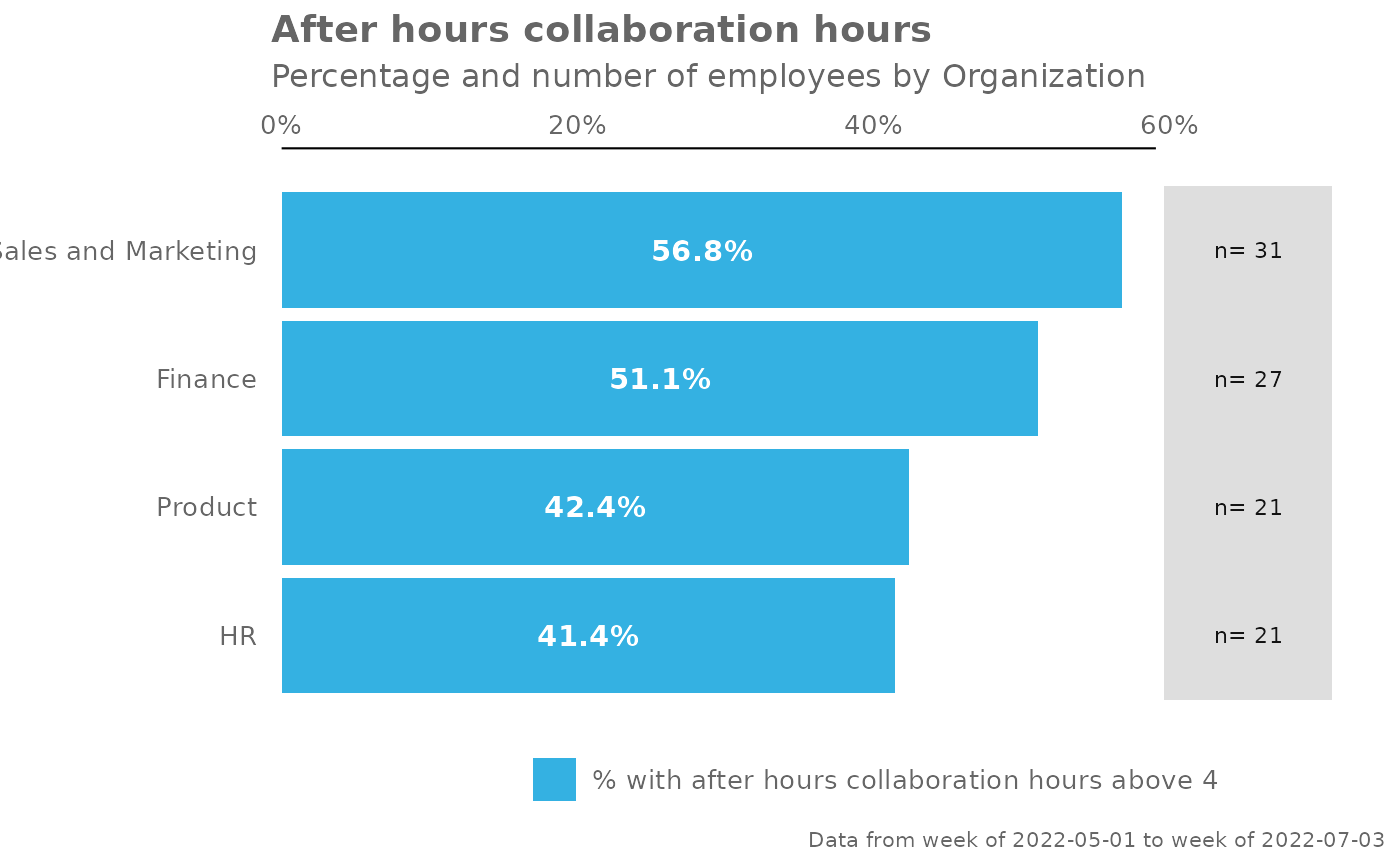 After hours collaboration hours
Percentage and number of employees by Organization
0% 20% 40% 60%
Sales and Marketing 56.8% n= 31
Finance 51.1% n= 27
Product 42.4% n= 21
HR 41.4% n= 21
% with after hours collaboration hours above 4
Data from week of 2022-05-01 to week of 2022-07-03